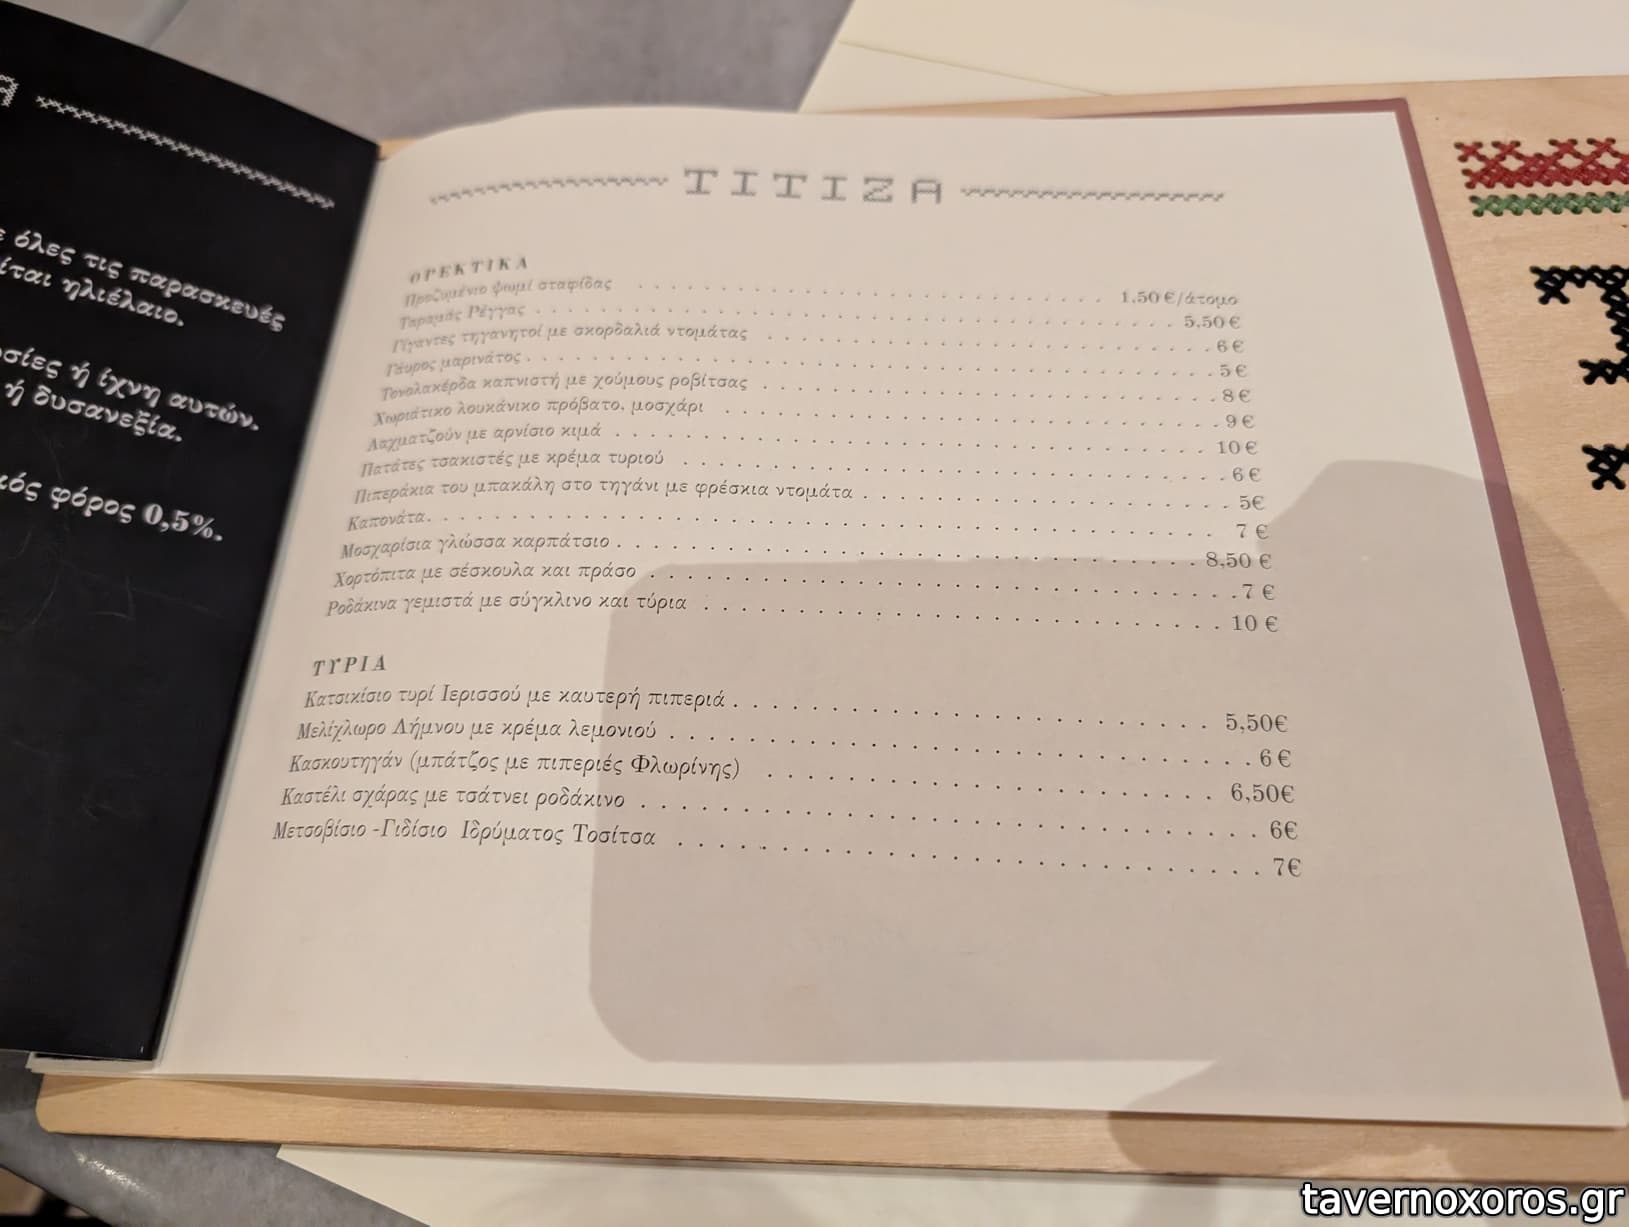 ε όλες τις παρασκευές
ίται ηλιέλαιο.
σίες ή ίχνη αυτών.
ή δυσανεξία.
κός φόρος 0,5%.
ΤΙΤΙΖΑ
ΟΡΕΚΤΙΚΑ
Προζυμένιο ψωμί σταφίδας . . . . 1,50€/άτομο
Ταραμάς Ρέγγας . . . . 5,50€
Γίγαντες τηγανητοί με σκορδαλιά ντομάτας . . . . 6€
Γάυρος μαρινάτος . . . . 5€
Τονολακέρδα καπνιστή με χούμους ροβίτσας . . . . 8€
Χωριάτικο λουκάνικο πρόβατο, μοσχάρι . . . . 9€
Λαχματζούν με αρνίσιο κιμά . . . . 10€
Πατάτες τσακιστές με κρέμα τυριού . . . . 6€
Πιπεράκια του μπακάλη στο τηγάνι με φρέσκια ντομάτα . . . . 5€
Καπονάτα . . . . 7 €
Μοσχαρίσια γλώσσα καρπάτσιο . . . . 8,50 €
Χορτόπιτα με σέσκουλα και πράσο . . . . 7 €
Ροδάκινα γεμιστά με σύγκλινο και τύρια . . . . 10 €
ΤΥΡΙΑ
Κατσικίσιο τυρί Ιερισσού με καυτερή πιπεριά . . . . 5,50€
Μελίχλωρο Λήμνου με κρέμα λεμονιού . . . . 6€
Κασκουτηγάν (μπάτζος με πιπεριές Φλωρίνης) . . . . 6,50€
Καστέλι σχάρας με τσάτνει ροδάκινο . . . . 6€
Μετσοβίσιο -Γιδίσιο Ιδρύματος Τοσίτσα . . . . 7€
tavernoxoros.gr